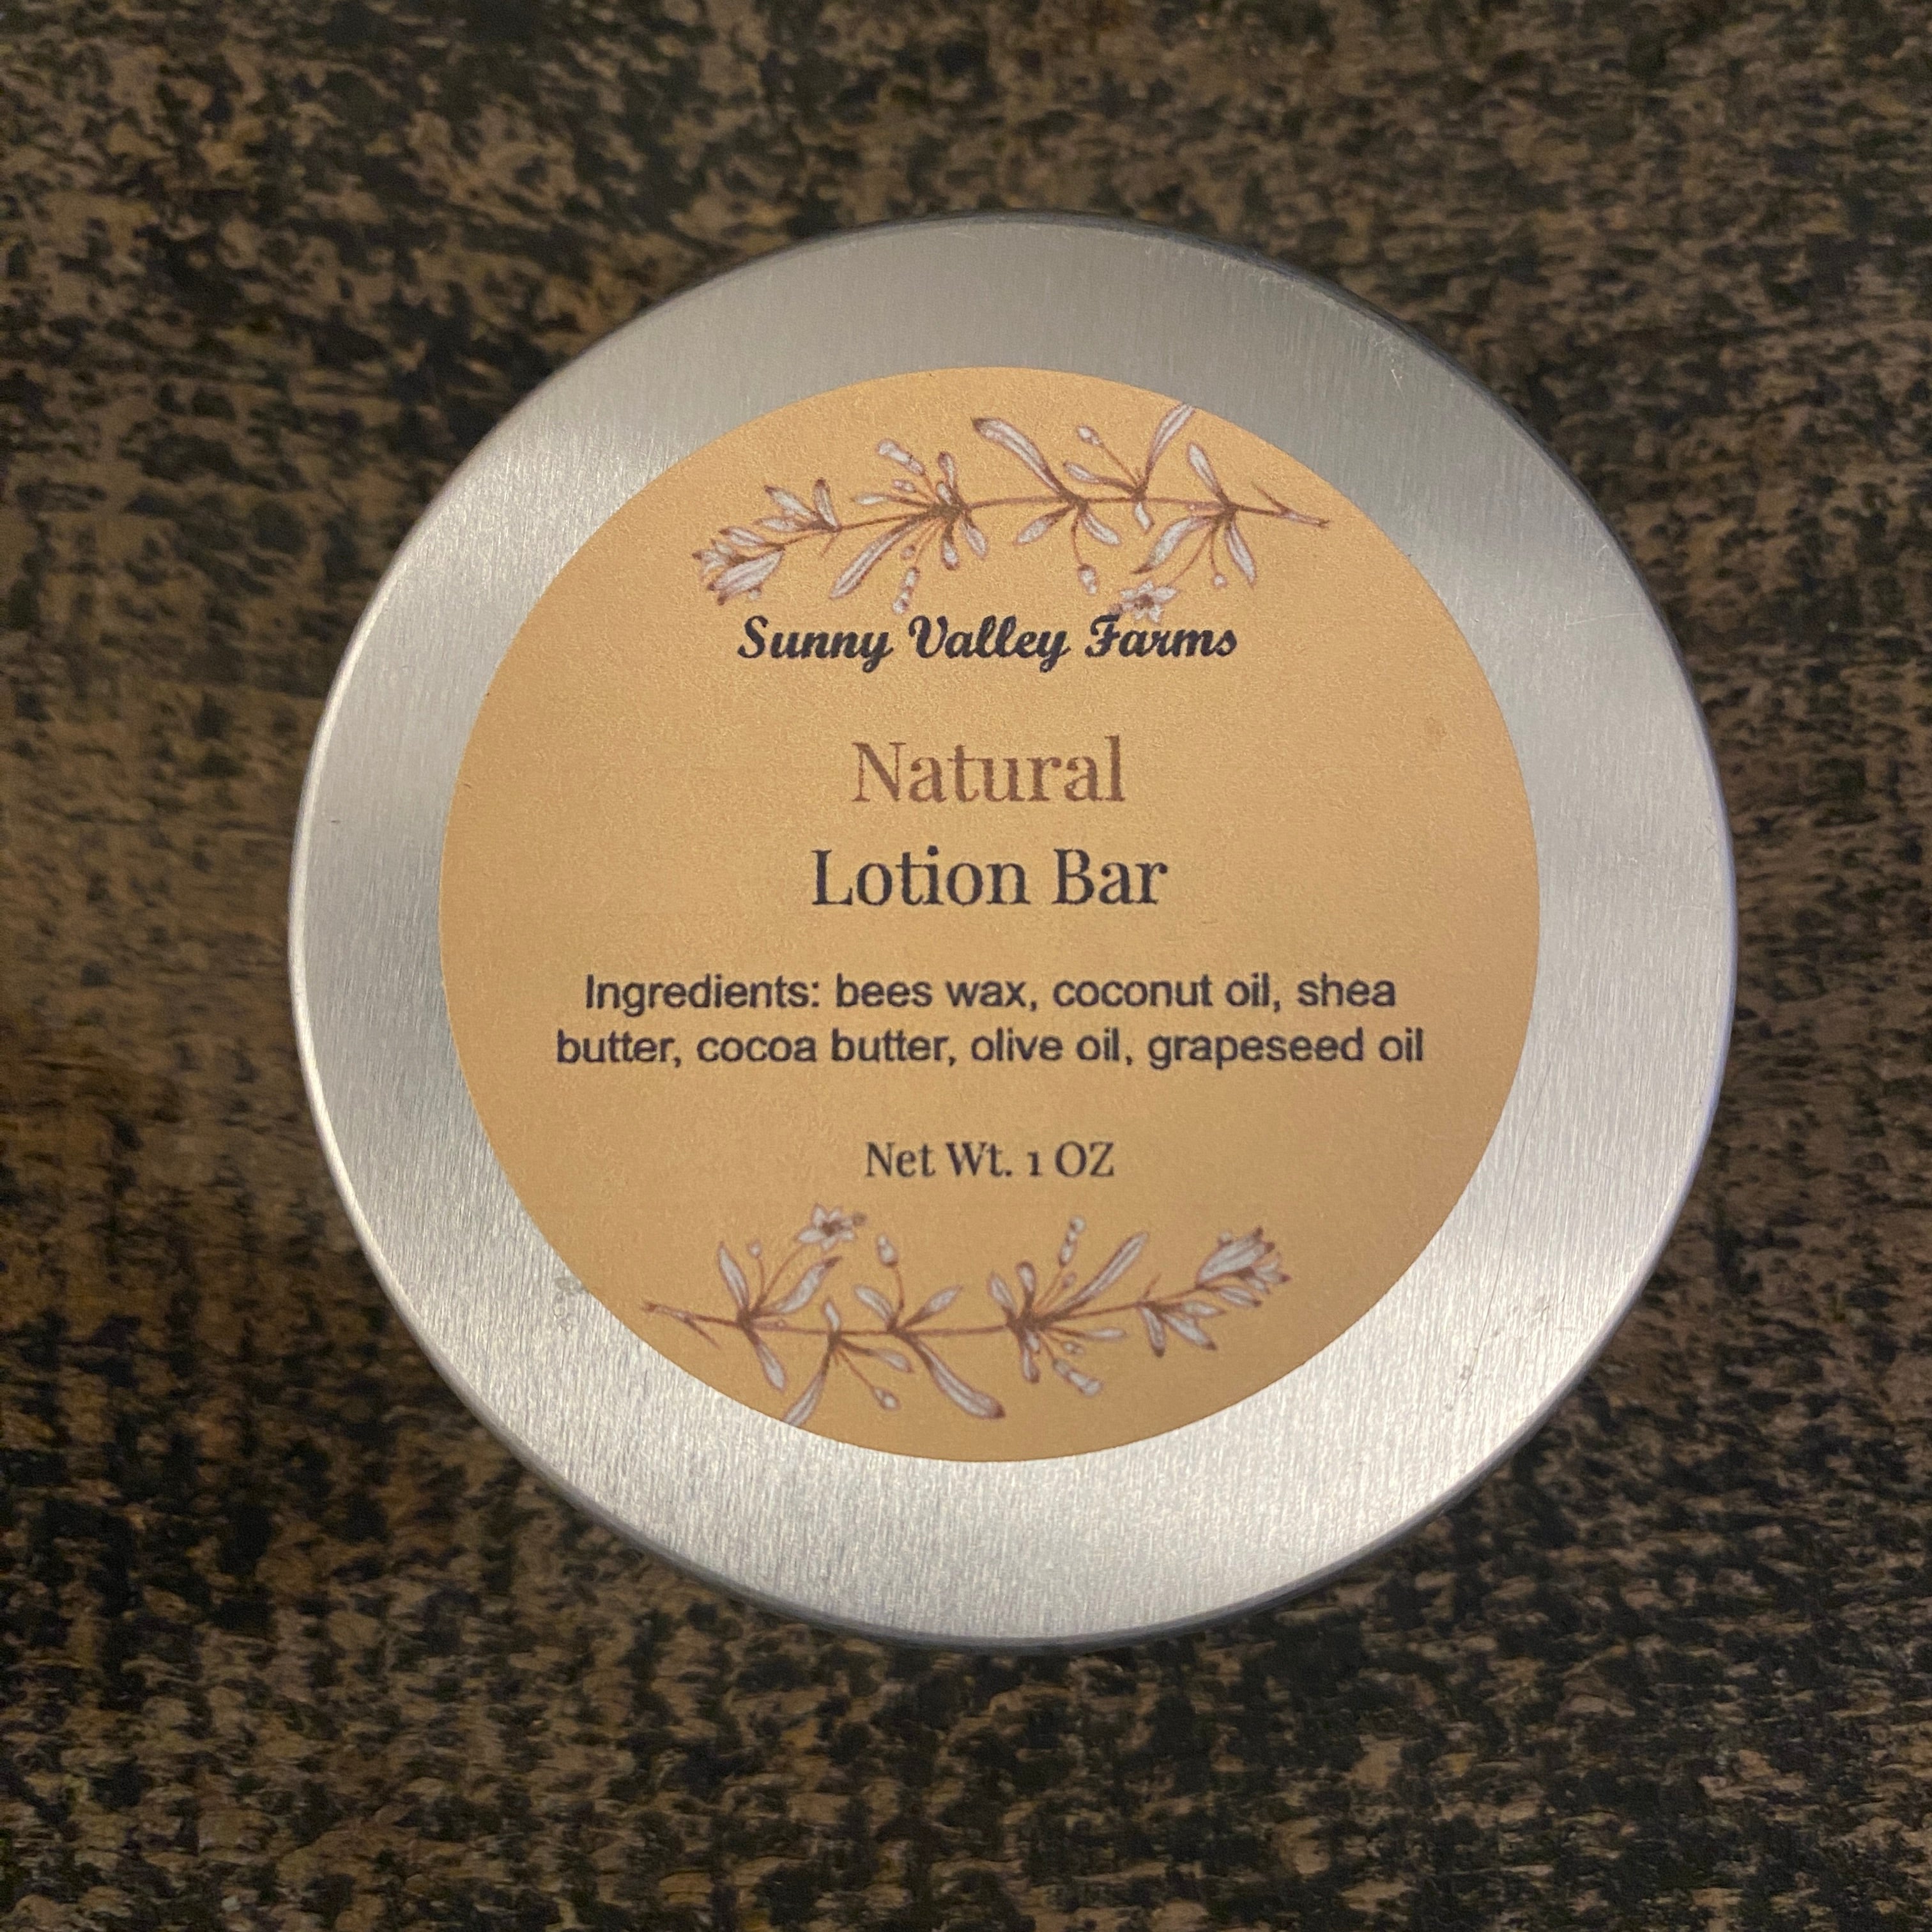 Sunny Valley Farms
Natural
Lotion Bar
Ingredients: bees wax, coconut oil, shea
butter, cocoa butter, olive oil, grapeseed oil
Net Wt. 1 OZ